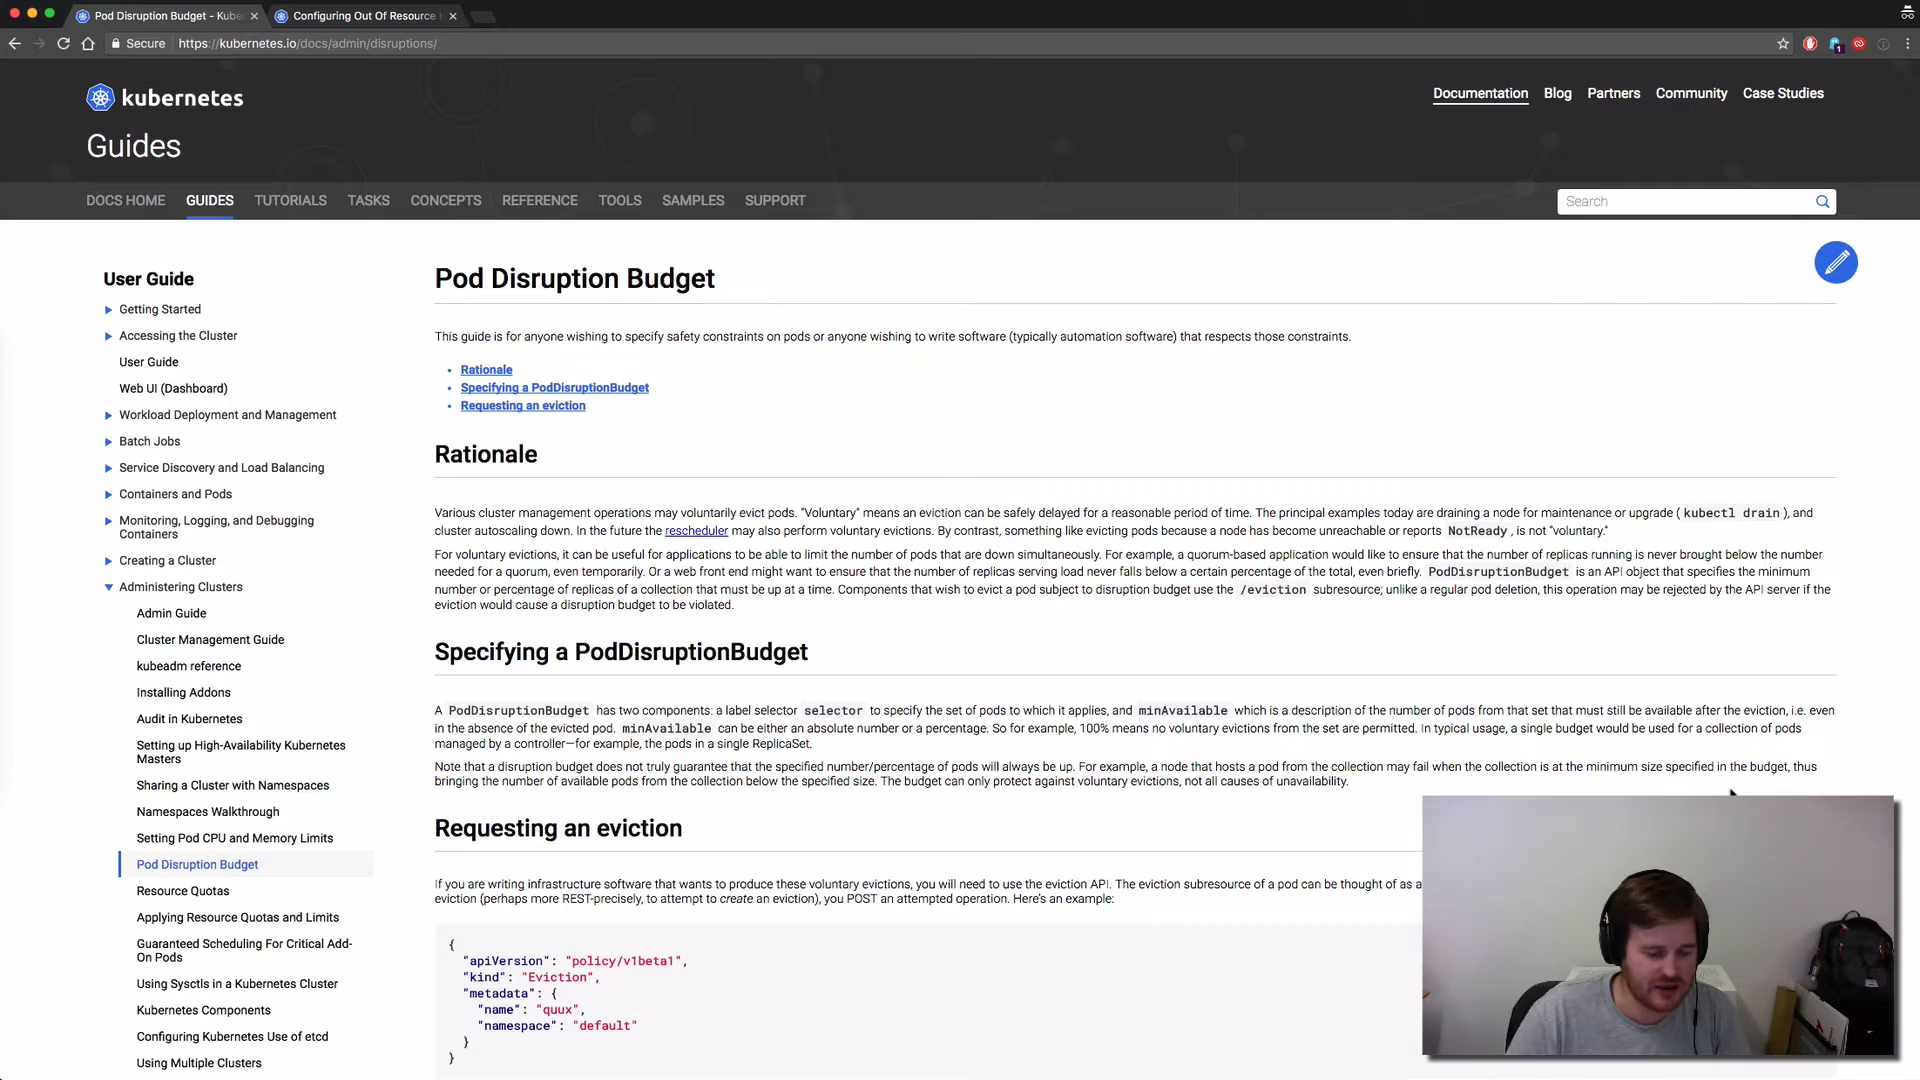 Pod Disruption Budget - Kube
Configuring Out Of Resource H
Secure
https://kubernetes.io/docs/admin/disruptions/
1
kubernetes
Documentation
Blog
Partners
Community
Case Studies
Guides
DOCS HOME
GUIDES
TUTORIALS
TASKS
CONCEPTS
REFERENCE
TOOLS
SAMPLES
SUPPORT
Search
User Guide
Getting Started
Accessing the Cluster
User Guide
Web UI (Dashboard)
Workload Deployment and Management
Batch Jobs
Service Discovery and Load Balancing
Containers and Pods
Monitoring, Logging, and Debugging
Containers
Creating a Cluster
Administering Clusters
Admin Guide
Cluster Management Guide
kubeadm reference
Installing Addons
Audit in Kubernetes
Setting up High-Availability Kubernetes
Masters
Sharing a Cluster with Namespaces
Namespaces Walkthrough
Setting Pod CPU and Memory Limits
Pod Disruption Budget
Resource Quotas
Applying Resource Quotas and Limits
Guaranteed Scheduling For Critical Add-
On Pods
Using Sysctls in a Kubernetes Cluster
Kubernetes Components
Configuring Kubernetes Use of etcd
Using Multiple Clusters
Pod Disruption Budget
This guide is for anyone wishing to specify safety constraints on pods or anyone wishing to write software (typically automation software) that respects those constraints.
• Rationale
• Specifying a PodDisruptionBudget
• Requesting an eviction
Rationale
Various cluster management operations may voluntarily evict pods. “Voluntary” means an eviction can be safely delayed for a reasonable period of time. The principal examples today are draining a node for maintenance or upgrade ( kubectl drain ), and
cluster autoscaling down. In the future the rescheduler may also perform voluntary evictions. By contrast, something like evicting pods because a node has become unreachable or reports NotReady , is not “voluntary.”
For voluntary evictions, it can be useful for applications to be able to limit the number of pods that are down simultaneously. For example, a quorum-based application would like to ensure that the number of replicas running is never brought below the number
needed for a quorum, even temporarily. Or a web front end might want to ensure that the number of replicas serving load never falls below a certain percentage of the total, even briefly. PodDisruptionBudget is an API object that specifies the minimum
number or percentage of replicas of a collection that must be up at a time. Components that wish to evict a pod subject to disruption budget use the /eviction subresource; unlike a regular pod deletion, this operation may be rejected by the API server if the
eviction would cause a disruption budget to be violated.
Specifying a PodDisruptionBudget
A PodDisruptionBudget has two components: a label selector selector to specify the set of pods to which it applies, and minAvailable which is a description of the number of pods from that set that must still be available after the eviction, i.e. even
in the absence of the evicted pod. minAvailable can be either an absolute number or a percentage. So for example, 100% means no voluntary evictions from the set are permitted. In typical usage, a single budget would be used for a collection of pods
managed by a controller—for example, the pods in a single ReplicaSet.
Note that a disruption budget does not truly guarantee that the specified number/percentage of pods will always be up. For example, a node that hosts a pod from the collection may fail when the collection is at the minimum size specified in the budget, thus
bringing the number of available pods from the collection below the specified size. The budget can only protect against voluntary evictions, not all causes of unavailability.
Requesting an eviction
If you are writing infrastructure software that wants to produce these voluntary evictions, you will need to use the eviction API. The eviction subresource of a pod can be thought of as a
eviction (perhaps more REST-precisely, to attempt to create an eviction), you POST an attempted operation. Here’s an example:
{
"apiVersion": "policy/v1beta1",
"kind": "Eviction",
"metadata": {
"name": "quux",
"namespace": "default"
}
}